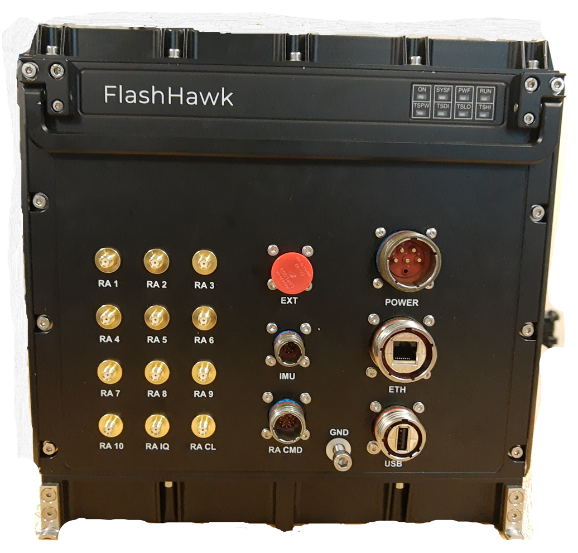 FlashHawk
ON SYSF PWF RUN
TSPW TSDI TSLO TSHI
RA 1 RA 2 RA 3
EXT
POWER
RA 4 RA 5 RA 6
IMU
ETH
RA 7 RA 8 RA 9
RA 10 RA IQ RA CL
RA CMD
GND
USB